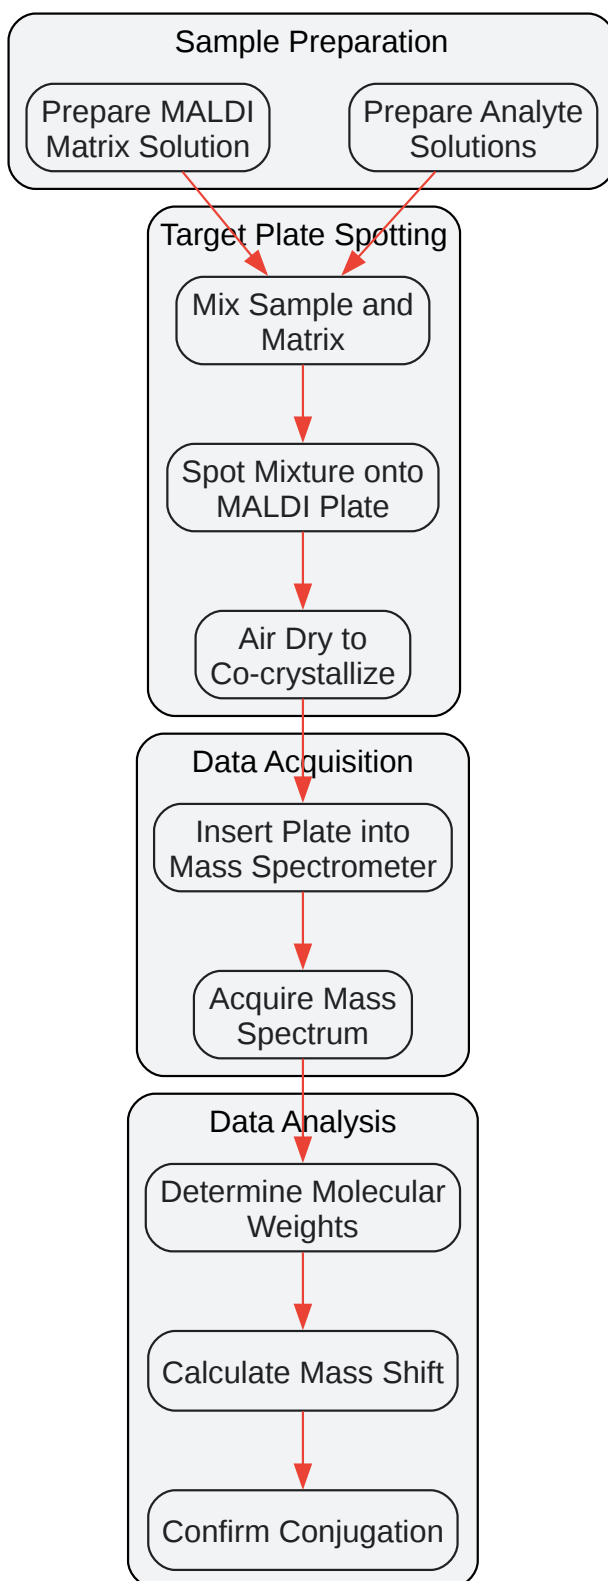 Sample Preparation
Prepare MALDI
Matrix Solution
Prepare Analyte
Solutions
Target Plate Spotting
Mix Sample and
Matrix
Spot Mixture onto
MALDI Plate
Air Dry to
Co-crystallize
Data Acquisition
Insert Plate into
Mass Spectrometer
Acquire Mass
Spectrum
Data Analysis
Determine Molecular
Weights
Calculate Mass Shift
Confirm Conjugation